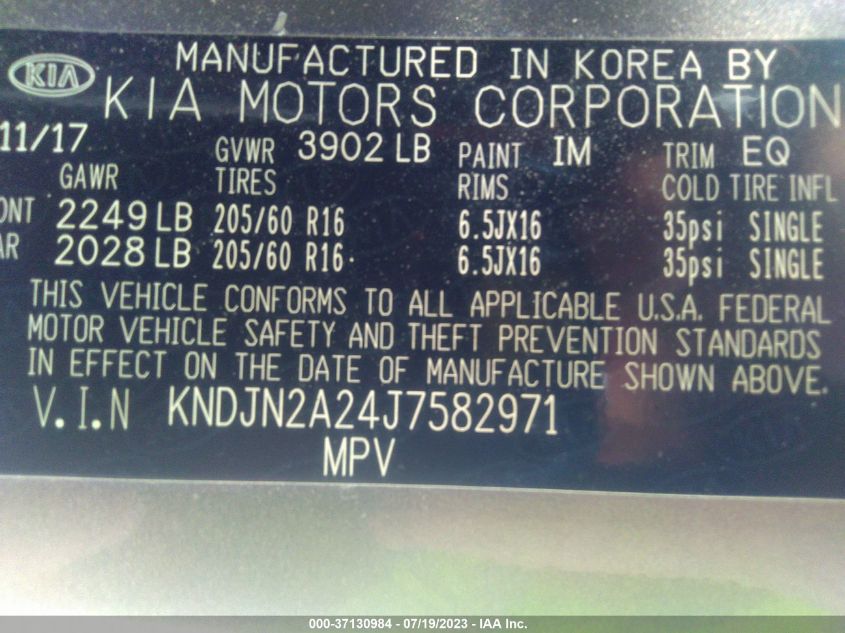 MANUFACTURED IN KOREA BY
KIA KIA MOTORS CORPORATION
11/17 GVWR 3902 LB PAINT IM TRIM EQ
GAWR TIRES RIMS COLD TIRE INFL
2249 LB 205/60 R16 6.5JX16 35psi SINGLE
2028 LB 205/60 R16 6.5JX16 35psi SINGLE
THIS VEHICLE CONFORMS TO ALL APPLICABLE U.S.A. FEDERAL
MOTOR VEHICLE SAFETY AND THEFT PREVENTION STANDARDS
IN EFFECT ON THE DATE OF MANUFACTURE SHOWN ABOVE.
V.I.N KNDJN2A24J7582971
MPV
000-37130984 - 07/19/2023 - IAA Inc.